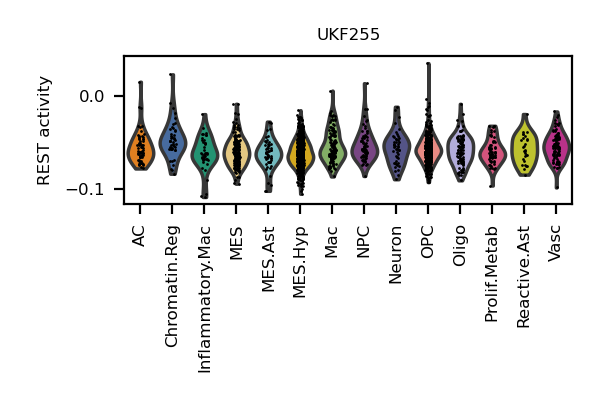 UKF255
REST activity
0.0
−0.1
AC
Chromatin.Reg
Inflammatory.Mac
MES
MES.Ast
MES.Hyp
Mac
NPC
Neuron
OPC
Oligo
Prolif.Metab
Reactive.Ast
Vasc